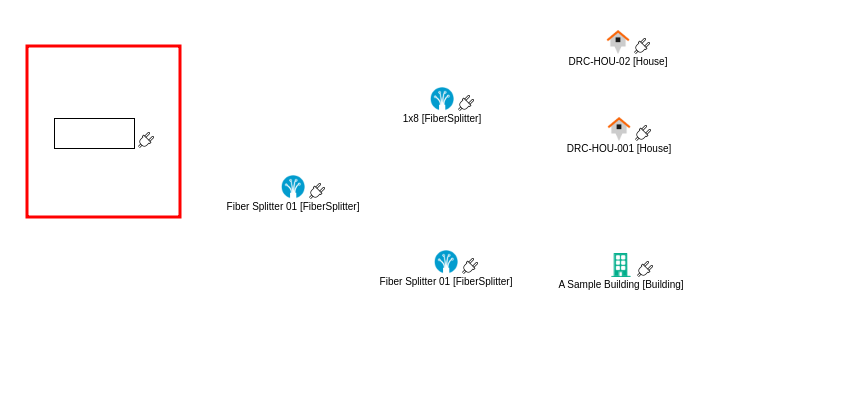 DRC-HOU-02 [House]
1x8 [FiberSplitter]
DRC-HOU-001 [House]
Fiber Splitter 01 [FiberSplitter]
Fiber Splitter 01 [FiberSplitter]
A Sample Building [Building]